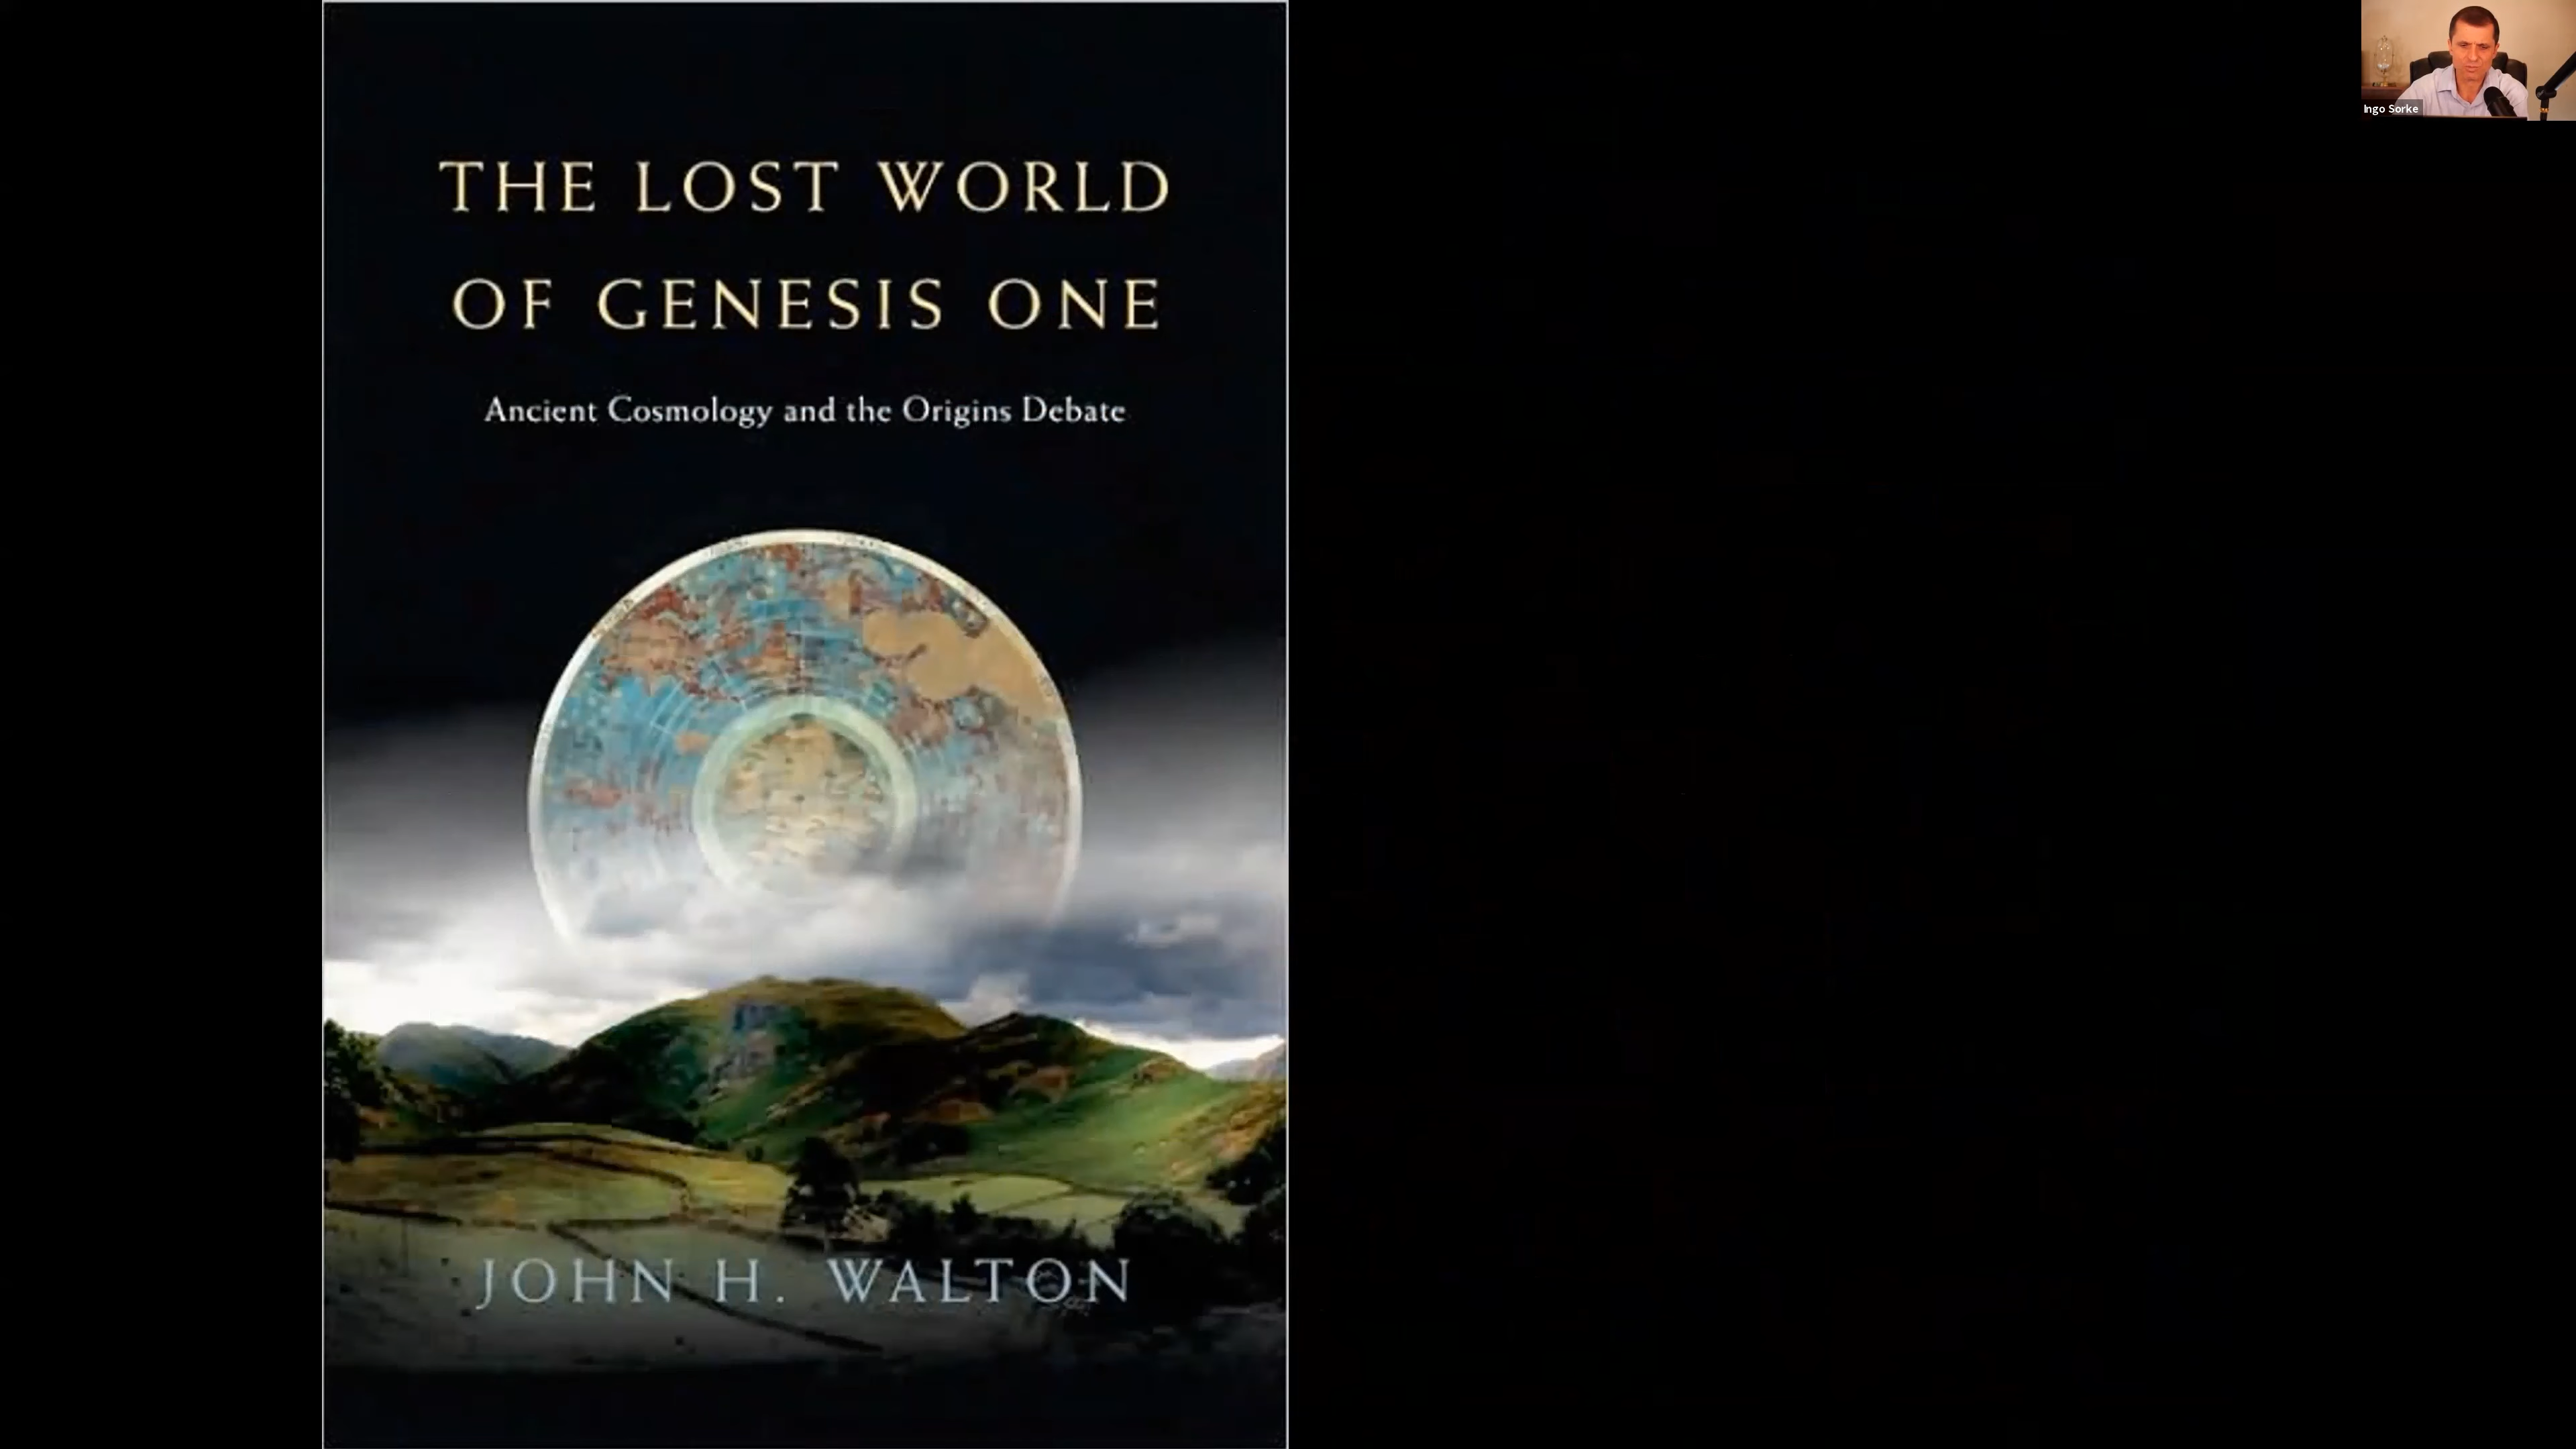 THE LOST WORLD
OF GENESIS ONE
Ancient Cosmology and the Origins Debate
JOHN H. WALTON
Ingo Sorke